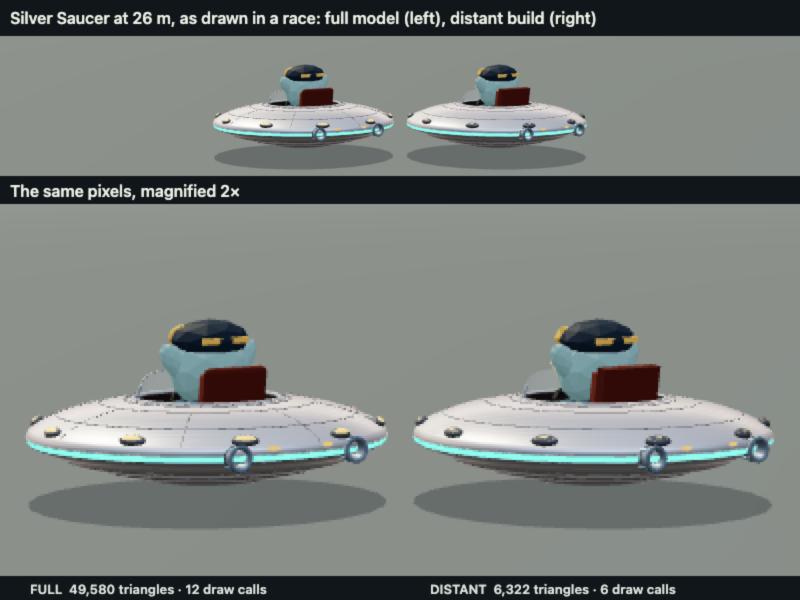 Silver Saucer at 26 m, as drawn in a race: full model (left), distant build (right)
The same pixels, magnified 2×
FULL 49,580 triangles · 12 draw calls
DISTANT 6,322 triangles · 6 draw calls